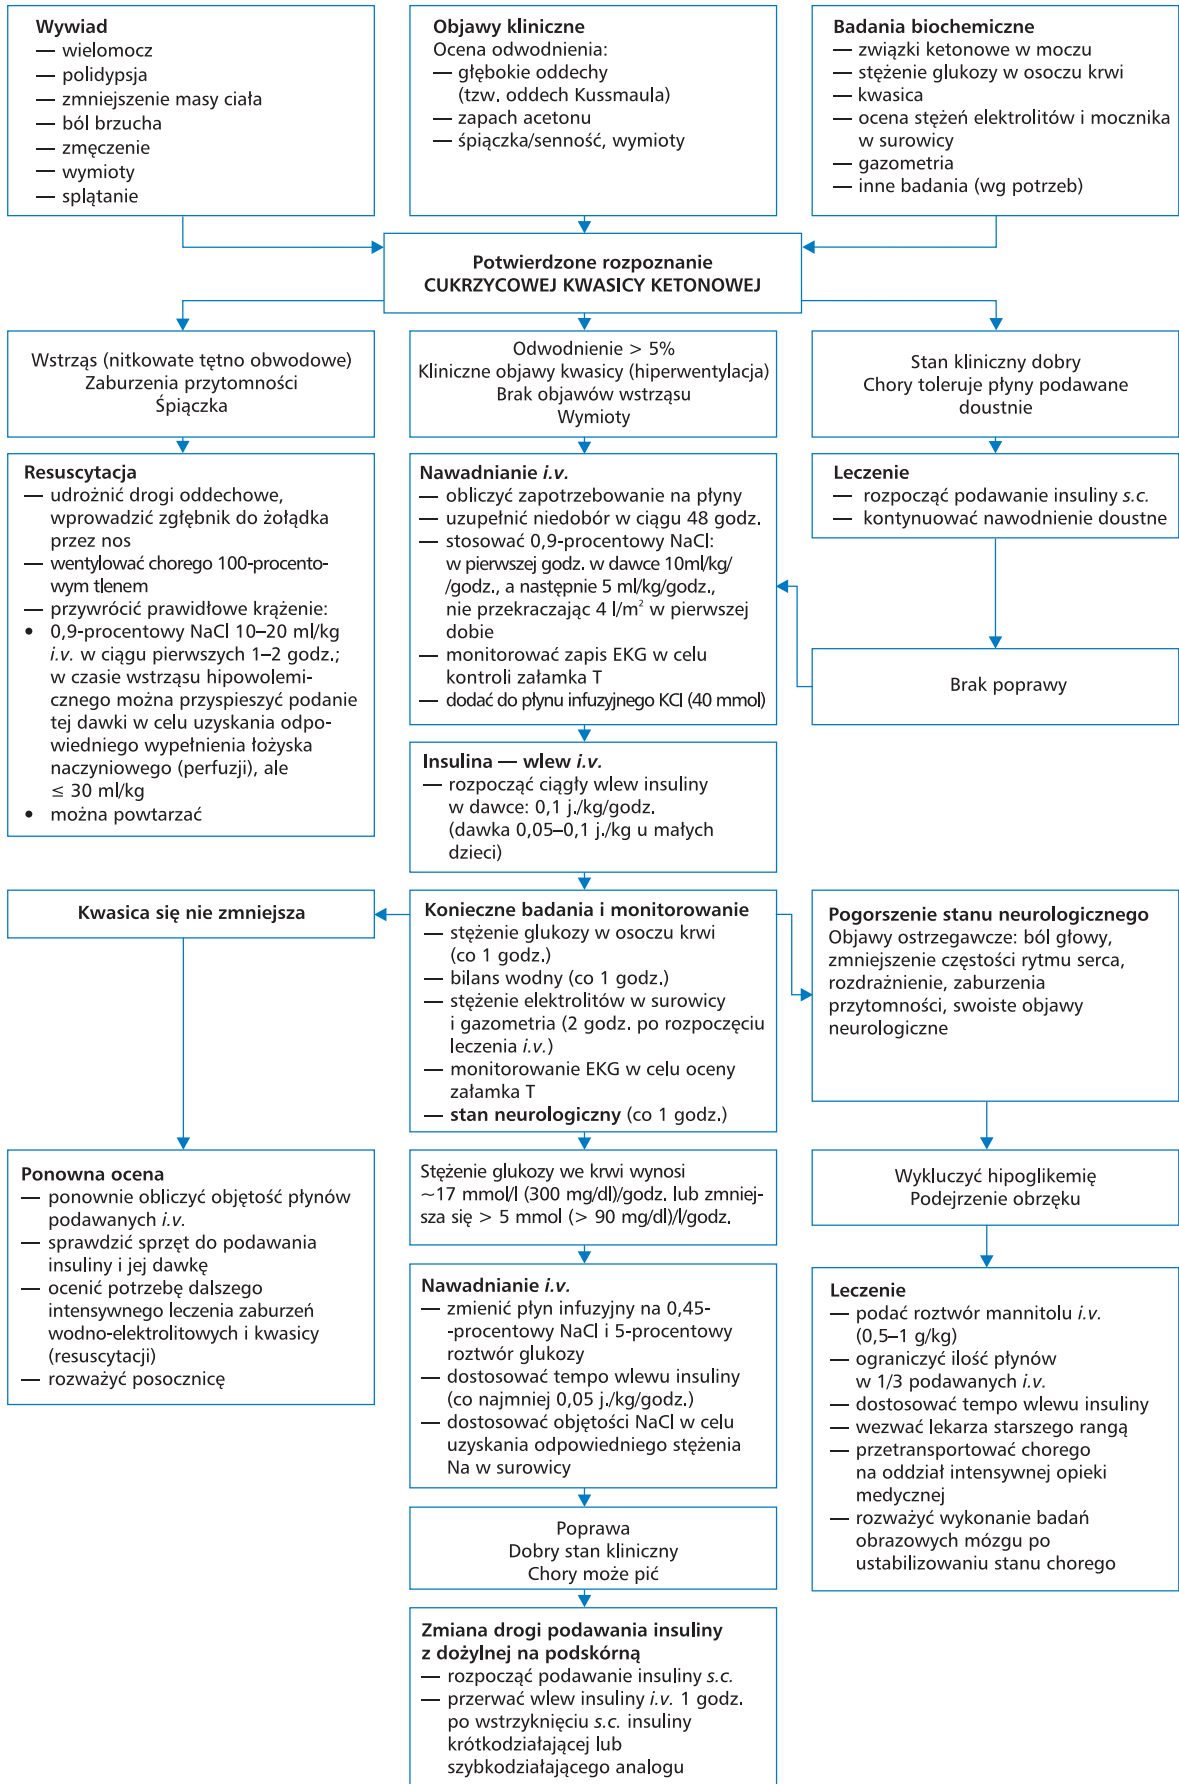 Wywiad
— wielomocz
— polidypsja
— zmniejszenie masy ciała
— ból brzucha
— zmęczenie
— wymioty
— splątanie
Objawy kliniczne
Ocena odwodnienia:
— głębokie oddechy
(tzw. oddech Kussmaula)
— zapach acetonu
— śpiączka/senność, wymioty
Badania biochemiczne
— związki ketonowe w moczu
— stężenie glukozy w osoczu krwi
— kwasica
— ocena stężeń elektrolitów i mocznika
w surowicy
— gazometria
— inne badania (wg potrzeb)
Potwierdzone rozpoznanie
CUKRZYCOWEJ KWASICY KETONOWEJ
Wstrząs (nitkowate tętno obwodowe)
Zaburzenia przytomności
Śpiączka
Odwodnienie > 5%
Kliniczne objawy kwasicy (hiperwentylacja)
Brak objawów wstrząsu
Wymioty
Stan kliniczny dobry
Chory toleruje płyny podawane
doustnie
Resuscytacja
— udrożnić drogi oddechowe,
wprowadzić zgłębnik do żołądka
przez nos
— wentylować chorego 100-procento-
wym tlenem
— przywrócić prawidłowe krążenie:
• 0,9-procentowy NaCl 10–20 ml/kg
i.v. w ciągu pierwszych 1–2 godz.;
w czasie wstrząsu hipowolemi-
cznego można przyspieszyć podanie
tej dawki w celu uzyskania odpo-
wiedniego wypełnienia łożyska
naczyniowego (perfuzji), ale
≤ 30 ml/kg
• można powtarzać
Nawadnianie i.v.
— obliczyć zapotrzebowanie na płyny
— uzupełnić niedobór w ciągu 48 godz.
— stosować 0,9-procentowy NaCl:
w pierwszej godz. w dawce 10ml/kg/
/godz., a następnie 5 ml/kg/godz.,
nie przekraczając 4 l/m² w pierwszej
dobie
— monitorować zapis EKG w celu
kontroli załamka T
— dodać do płynu infuzyjnego KCl (40 mmol)
Leczenie
— rozpocząć podawanie insuliny s.c.
— kontynuować nawodnienie doustne
Brak poprawy
Insulina — wlew i.v.
— rozpocząć ciągły wlew insuliny
w dawce: 0,1 j./kg/godz.
(dawka 0,05–0,1 j./kg u małych
dzieci)
Kwasica się nie zmniejsza
Konieczne badania i monitorowanie
— stężenie glukozy w osoczu krwi
(co 1 godz.)
— bilans wodny (co 1 godz.)
— stężenie elektrolitów w surowicy
i gazometria (2 godz. po rozpoczęciu
leczenia i.v.)
— monitorowanie EKG w celu oceny
załamka T
— stan neurologiczny (co 1 godz.)
Pogorszenie stanu neurologicznego
Objawy ostrzegawcze: ból głowy,
zmniejszenie częstości rytmu serca,
rozdrażnienie, zaburzenia
przytomności, swoiste objawy
neurologiczne
Ponowna ocena
— ponownie obliczyć objętość płynów
podawanych i.v.
— sprawdzić sprzęt do podawania
insuliny i jej dawkę
— ocenić potrzebę dalszego
intensywnego leczenia zaburzeń
wodno-elektrolitowych i kwasicy
(resuscytacji)
— rozważyć posocznicę
Stężenie glukozy we krwi wynosi
~17 mmol/l (300 mg/dl)/godz. lub zmniej-
sza się > 5 mmol (> 90 mg/dl)/l/godz.
Wykluczyć hipoglikemię
Podejrzenie obrzęku
Nawadnianie i.v.
— zmienić płyn infuzyjny na 0,45-
-procentowy NaCl i 5-procentowy
roztwór glukozy
— dostosować tempo wlewu insuliny
(co najmniej 0,05 j./kg/godz.)
— dostosować objętości NaCl w celu
uzyskania odpowiedniego stężenia
Na w surowicy
Leczenie
— podać roztwór mannitolu i.v.
(0,5–1 g/kg)
— ograniczyć ilość płynów
w 1/3 podawanych i.v.
— dostosować tempo wlewu insuliny
— wezwać lekarza starszego rangą
— przetransportować chorego
na oddział intensywnej opieki
medycznej
— rozważyć wykonanie badań
obrazowych mózgu po
ustabilizowaniu stanu chorego
Poprawa
Dobry stan kliniczny
Chory może pić
Zmiana drogi podawania insuliny
z dożylnej na podskórną
— rozpocząć podawanie insuliny s.c.
— przerwać wlew insuliny i.v. 1 godz.
po wstrzyknięciu s.c. insuliny
krótkodziałającej lub
szybkodziałającego analogu